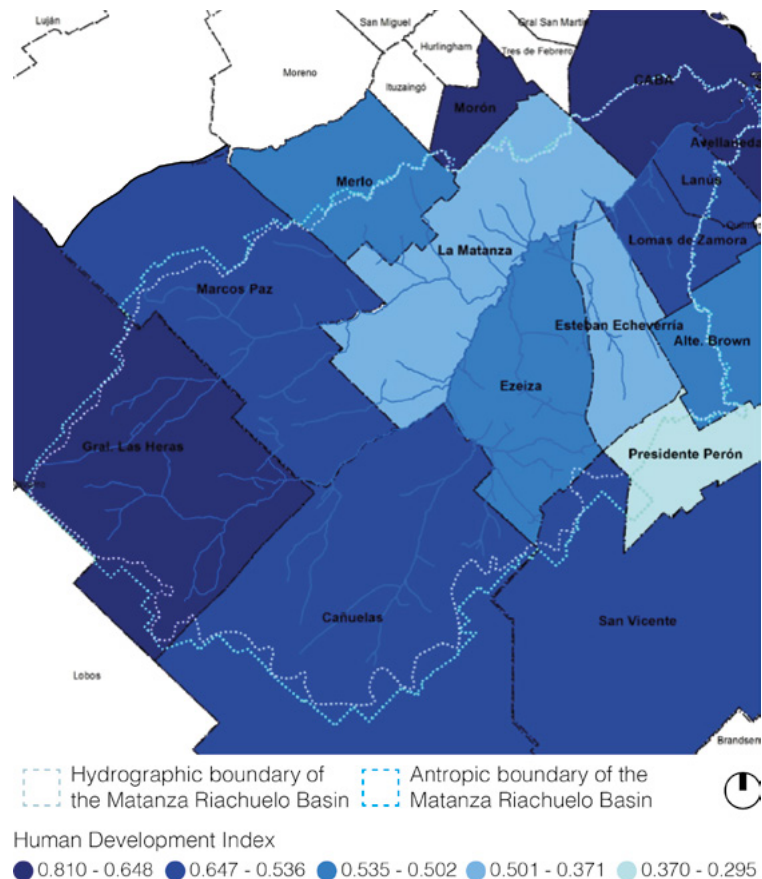 Luján
San Miguel
Gral San Martín
Hurlingham
Tres de Febrero
Moreno
Ituzaingó
CABA
Morón
Avellaneda
Merlo
Lanús
La Matanza
Lomas de Zamora
Marcos Paz
Esteban Echeverría
Alte. Brown
Ezeiza
Gral. Las Heras
Presidente Perón
Cañuelas
San Vicente
Lobos
Brandsen
Hydrographic boundary of
the Matanza Riachuelo Basin
Antropic boundary of the
Matanza Riachuelo Basin
Human Development Index
0.810 - 0.648
0.647 - 0.536
0.535 - 0.502
0.501 - 0.371
0.370 - 0.295